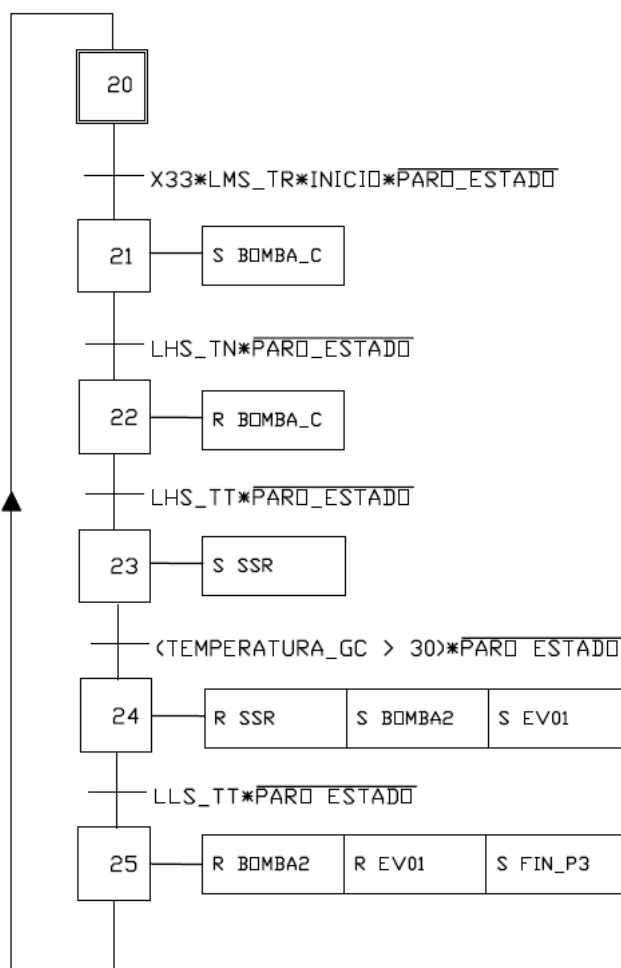 20
X33*LMS_TR*INICIO*PARO_ESTADO
21 S BOMBA_C
LHS_TN*PARO_ESTADO
22 R BOMBA_C
LHS_TT*PARO_ESTADO
23 S SSR
(TEMPERATURA_GC > 30)*PARO ESTADO
24 R SSR S BOMBA2 S EV01
LLS_TT*PARO ESTADO
25 R BOMBA2 R EV01 S FIN_P3